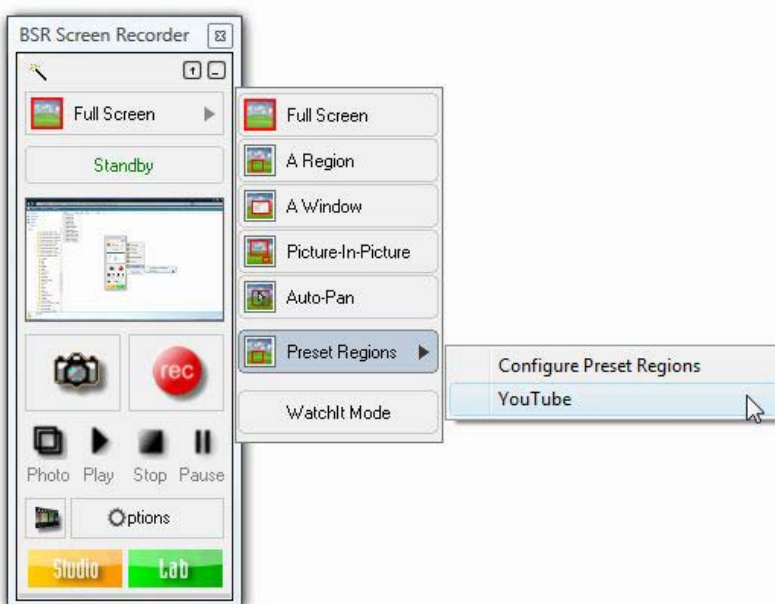 BSR Screen Recorder
Full Screen
Standby
rec
Photo Play Stop Pause
Options
Studio Lab
Full Screen
A Region
A Window
Picture-In-Picture
Auto-Pan
Preset Regions
WatchIt Mode
Configure Preset Regions
YouTube